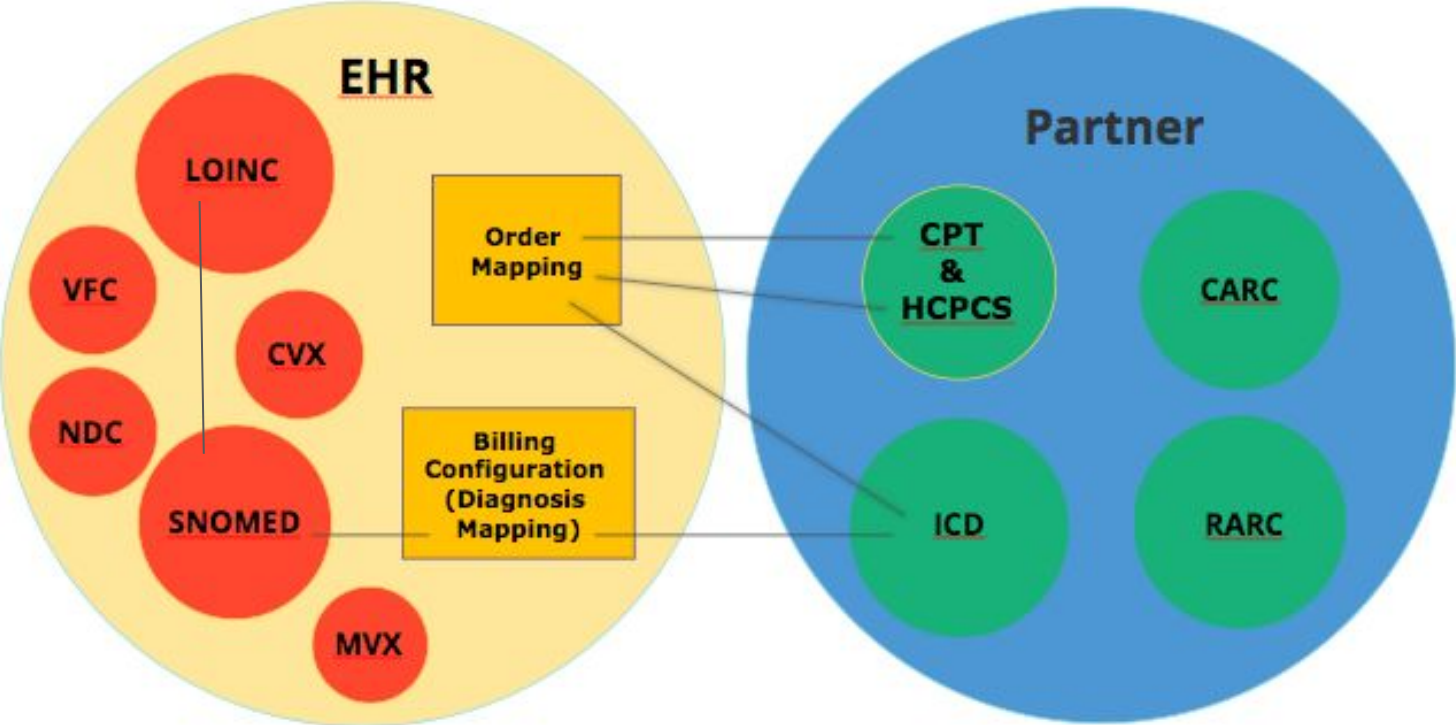 EHR
LOINC
VFC
CVX
NDC
SNOMED
MVX
Order
Mapping
Billing
Configuration
(Diagnosis
Mapping)
Partner
CPT
&
HCPCS
CARC
ICD
RARC